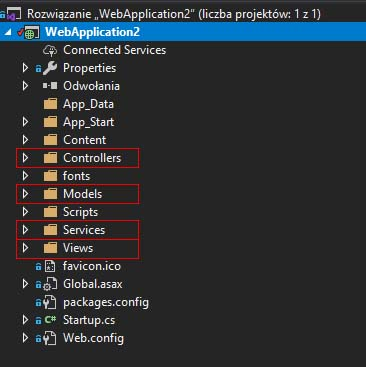 Rozwiązanie „WebApplication2” (liczba projektów: 1 z 1)
WebApplication2
Connected Services
Properties
Odwołania
App_Data
App_Start
Content
Controllers
fonts
Models
Scripts
Services
Views
favicon.ico
Global.asax
packages.config
C# Startup.cs
Web.config